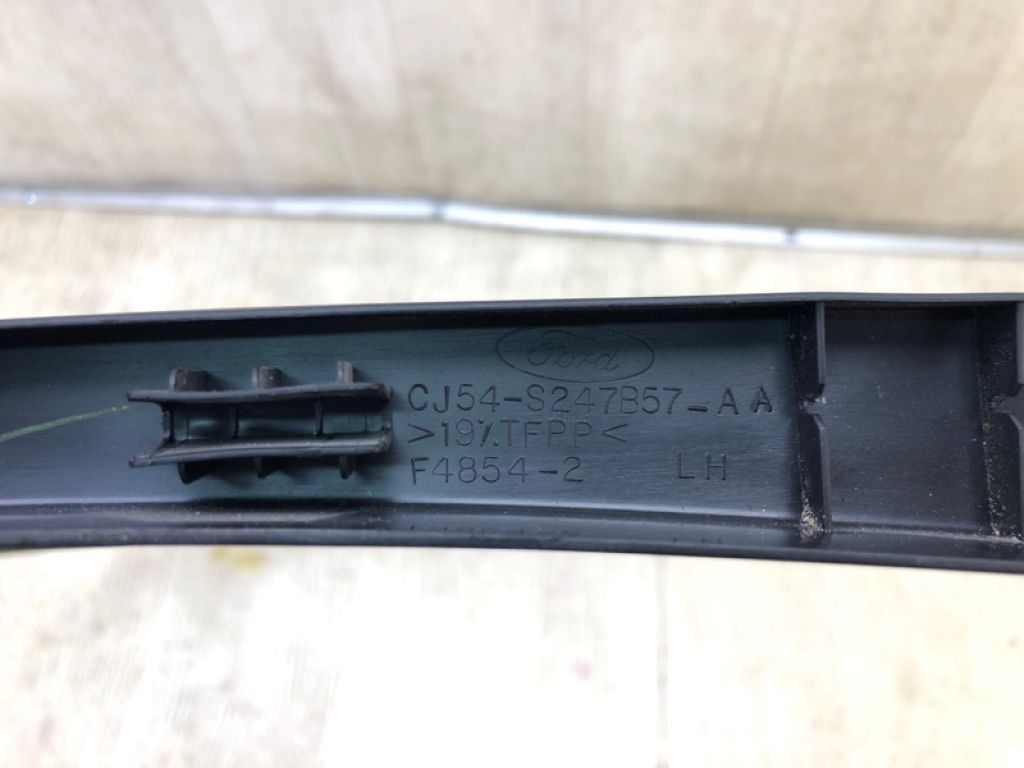 Ford
CJ54-S247B57-AA
>19%TFPP<
F4854-2 LH